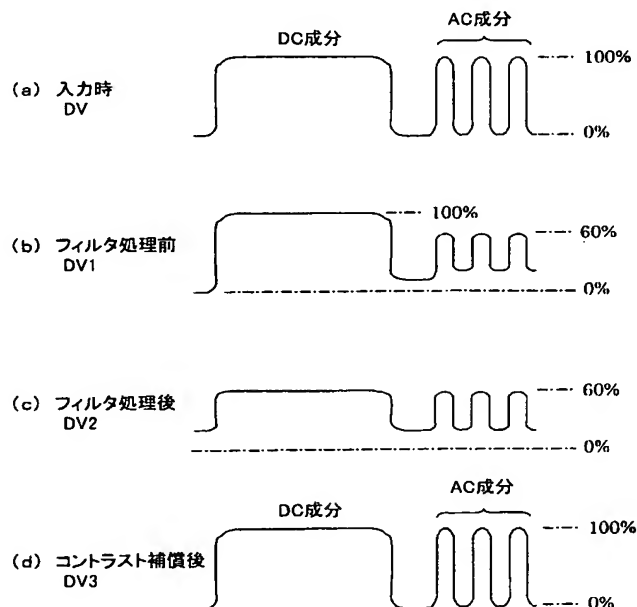 DC成分
AC成分
100%
(a) 入力時
DV
0%
100%
60%
(b) フィルタ処理前
DV1
0%
60%
(c) フィルタ処理後
DV2
0%
DC成分
AC成分
100%
(d) コントラスト補償後
DV3
0%